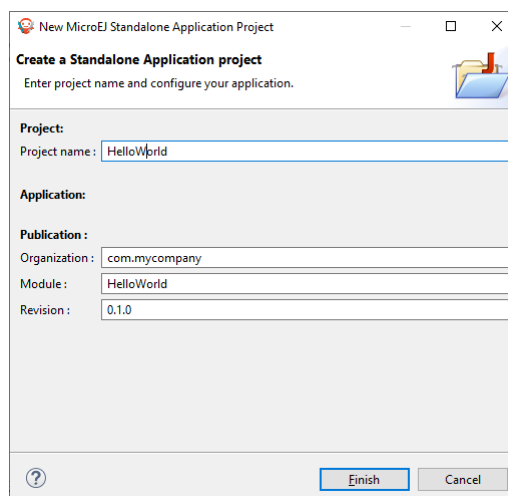 New MicroEJ Standalone Application Project
Create a Standalone Application project
Enter project name and configure your application.
Project:
Project name : HelloWorld
Application:
Publication :
Organization : com.mycompany
Module : HelloWorld
Revision : 0.1.0
? Finish Cancel